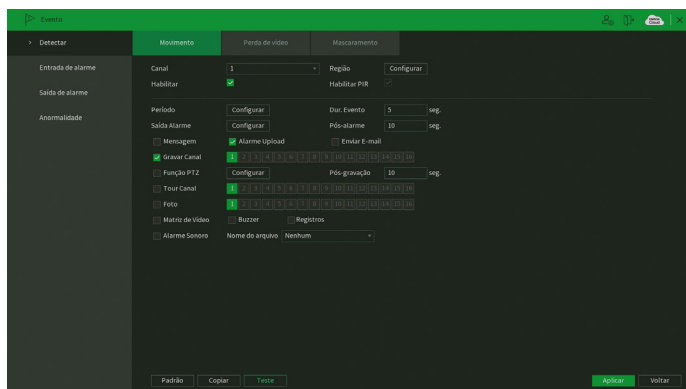 Evento
Detectar
Entrada de alarme
Saída de alarme
Anormalidade
Movimento Perda de vídeo Mascaramento
Canal 1 Região Configurar
Habilitar Habilitar PIR
Período Configurar Dur. Evento 5 seg.
Saída Alarme Configurar Pós-alarme 10 seg.
Mensagem Alarme Upload Enviar E-mail
Gravar Canal 1 2 3 4 5 6 7 8 9 10 11 12 13 14 15 16
Função PTZ Configurar Pós-gravação 10 seg.
Tour Canal 1 2 3 4 5 6 7 8 9 10 11 12 13 14 15 16
Foto 1 2 3 4 5 6 7 8 9 10 11 12 13 14 15 16
Matriz de Vídeo Buzzer Registros
Alarme Sonoro Nome do arquivo Nenhum
Padrão Copiar Teste Aplicar Voltar